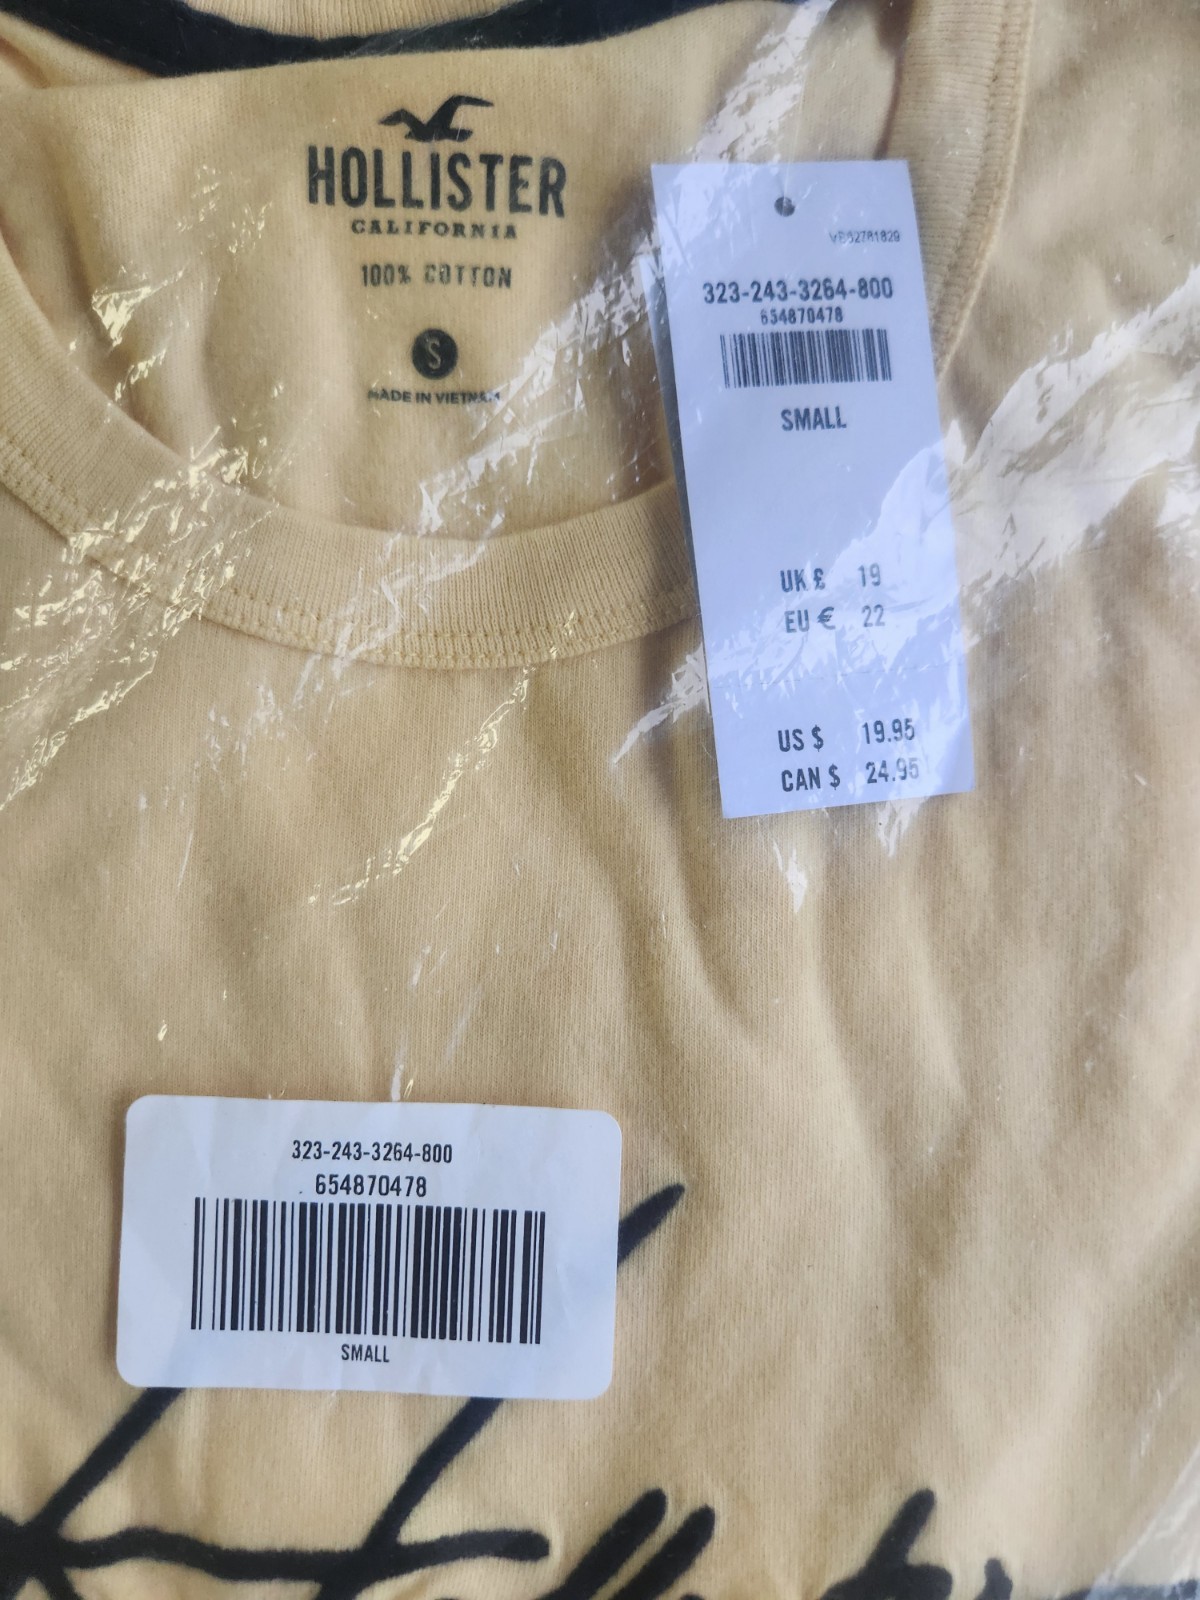 HOLLISTER
CALIFORNIA
100% COTTON
S
MADE IN VIETNAM
323-243-3264-800
654870478
SMALL
UK £ 19
EU € 22
US $ 19.95
CAN $ 24.95
323-243-3264-800
654870478
SMALL